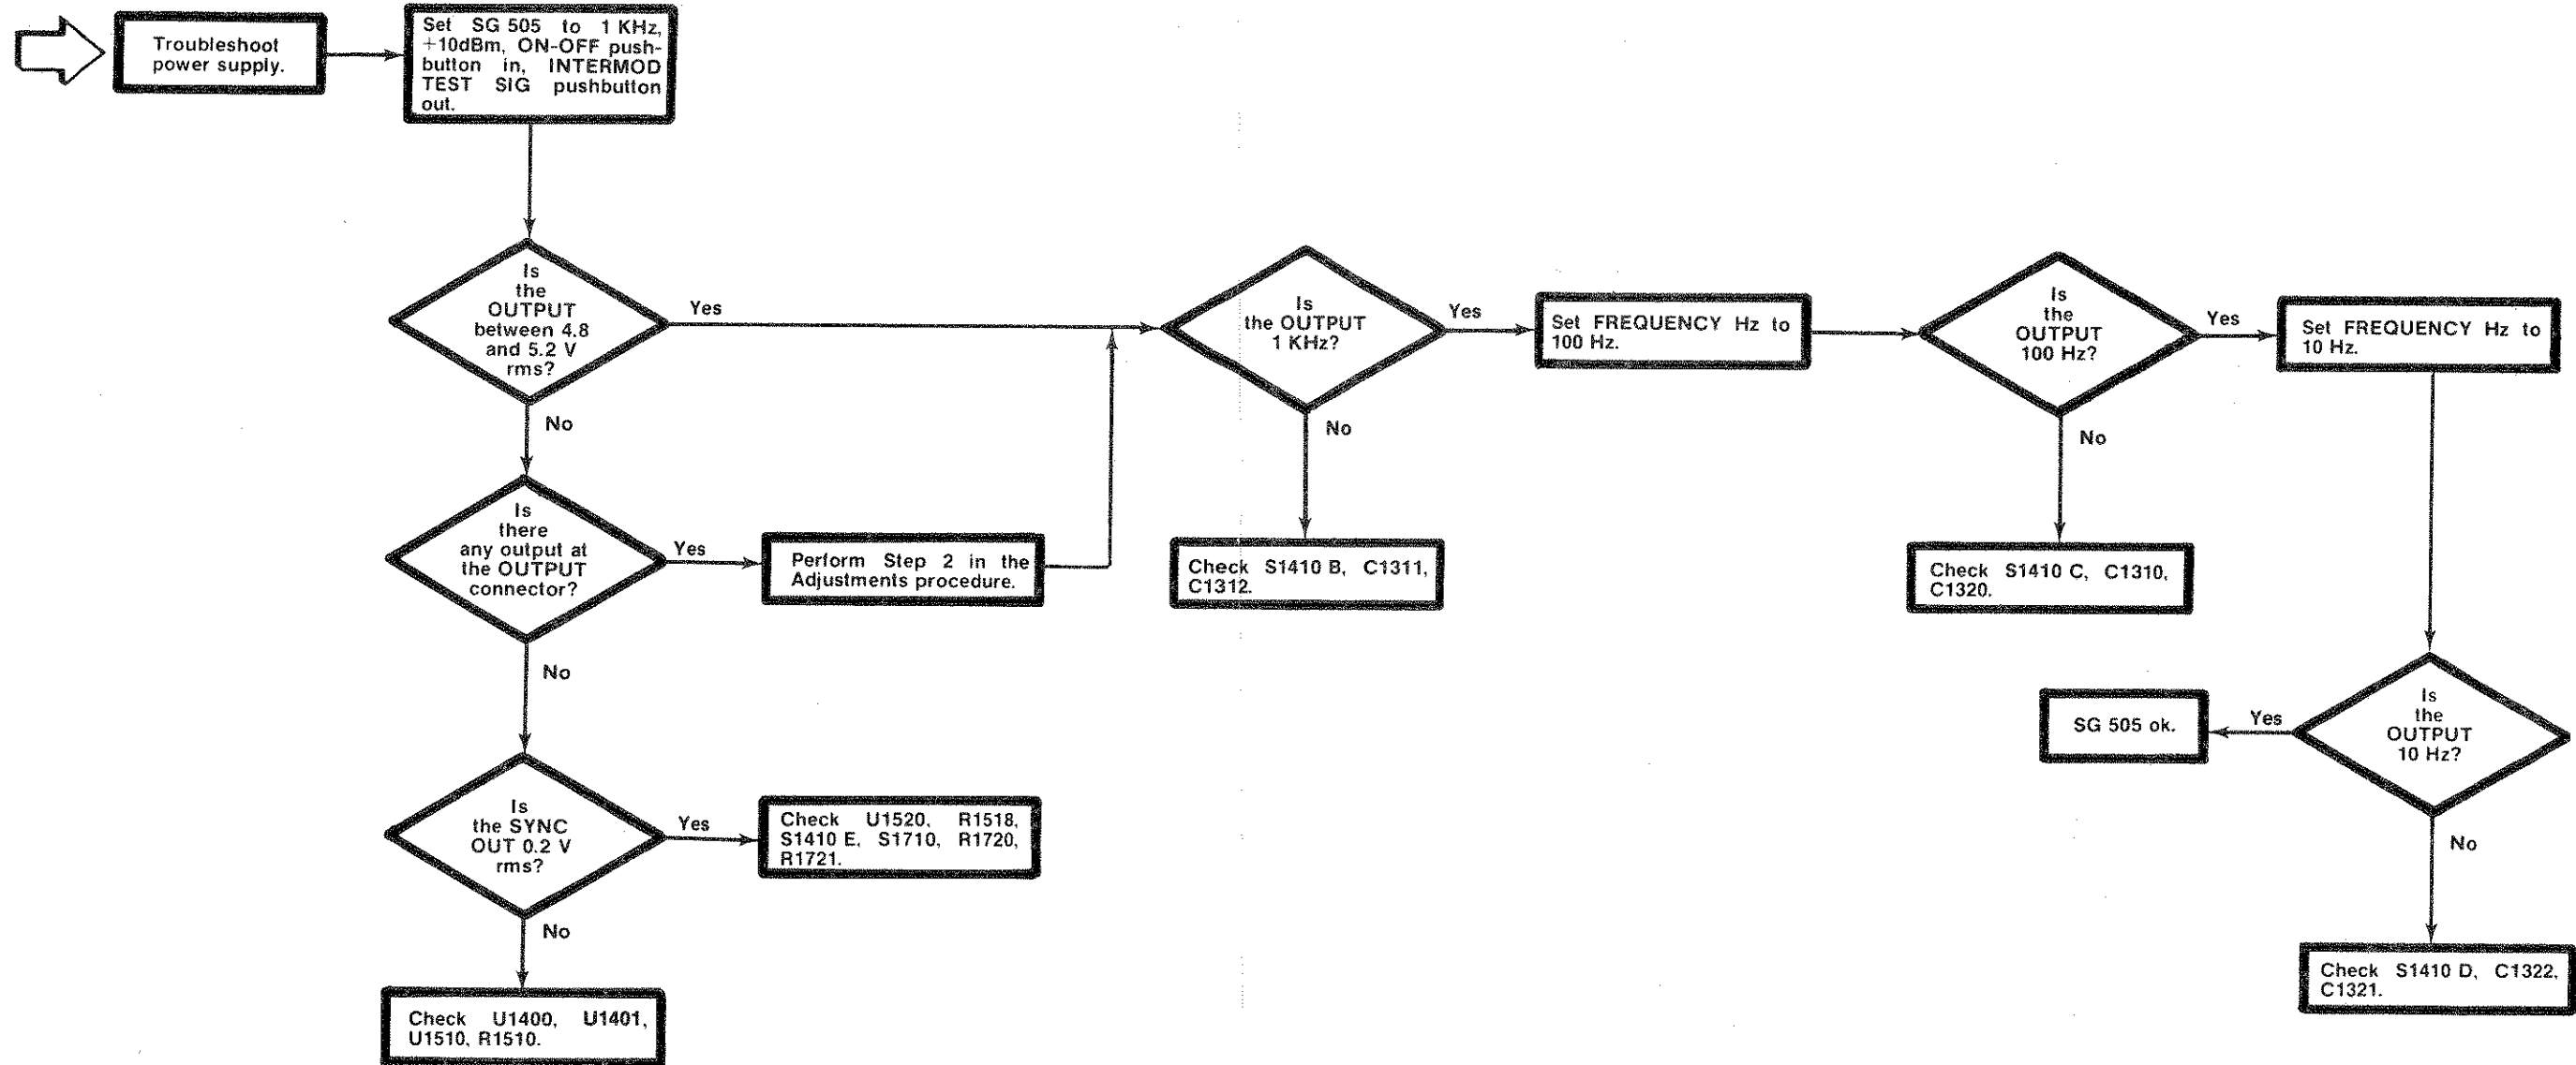 Troubleshoot
power supply.
Set SG 505 to 1 KHz,
+10dBm, ON-OFF push-
button in, INTERMOD
TEST SIG pushbutton
out.
Is
the
OUTPUT
between 4.8
and 5.2 V
rms?
Yes
No
Is
there
any output at
the OUTPUT
connector?
Yes
Perform Step 2 in the
Adjustments procedure.
No
Is
the SYNC
OUT 0.2 V
rms?
Yes
Check U1520, R1518,
S1410 E, S1710, R1720,
R1721.
No
Check U1400, U1401,
U1510, R1510.
Is
the OUTPUT
1 KHz?
Yes
No
Check S1410 B, C1311,
C1312.
Set FREQUENCY Hz to
100 Hz.
Is
the
OUTPUT
100 Hz?
Yes
No
Check S1410 C, C1310,
C1320.
Set FREQUENCY Hz to
10 Hz.
Is
the
OUTPUT
10 Hz?
Yes
SG 505 ok.
No
Check S1410 D, C1322,
C1321.